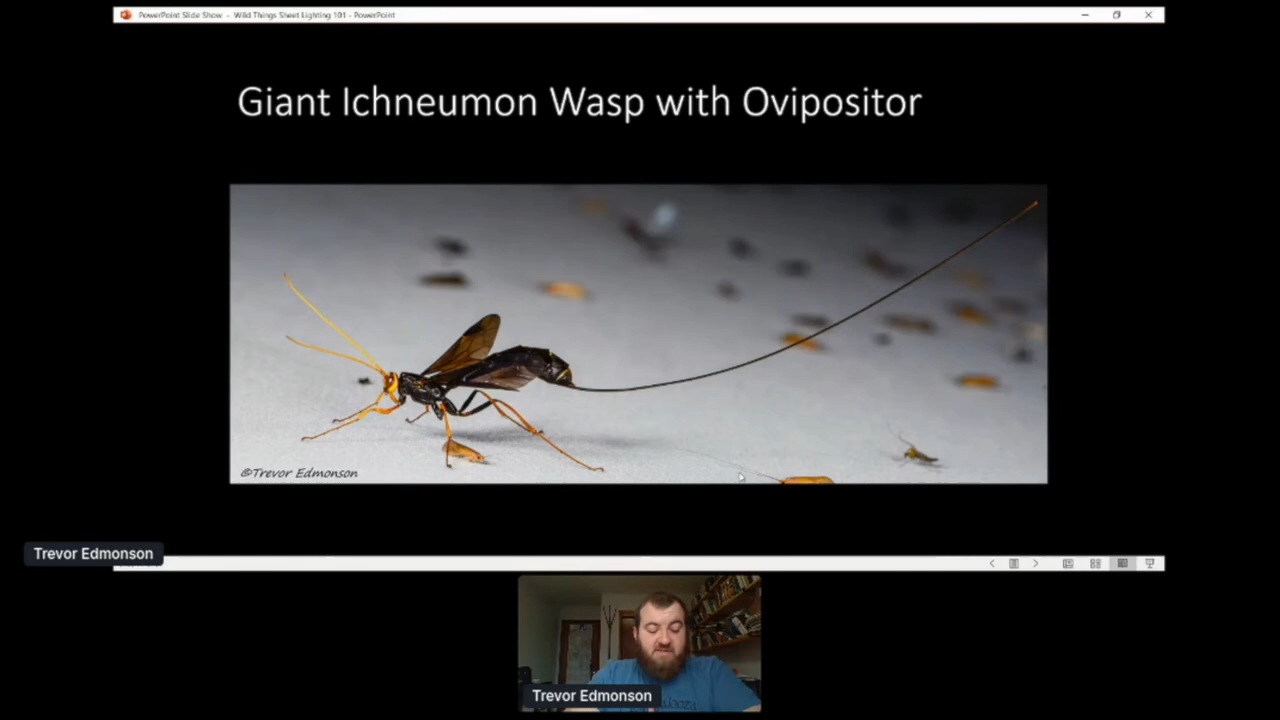 PowerPoint Slide Show - Wild Things Sheet Lighting 101 - PowerPoint
Giant Ichneumon Wasp with Ovipositor
©Trevor Edmonson
Trevor Edmonson
Trevor Edmonson